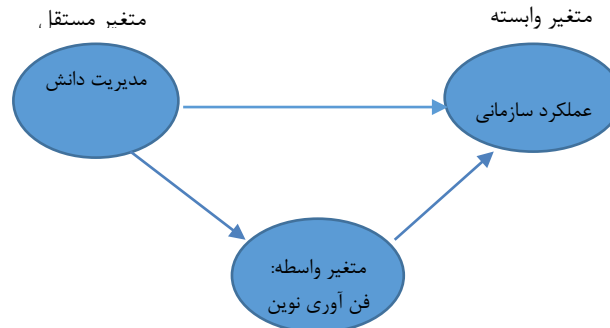 متغیر وابسته
متغیر مستقل
مدیریت دانش
عملکرد سازمانی
متغیر واسطه:
فن آوری نوین